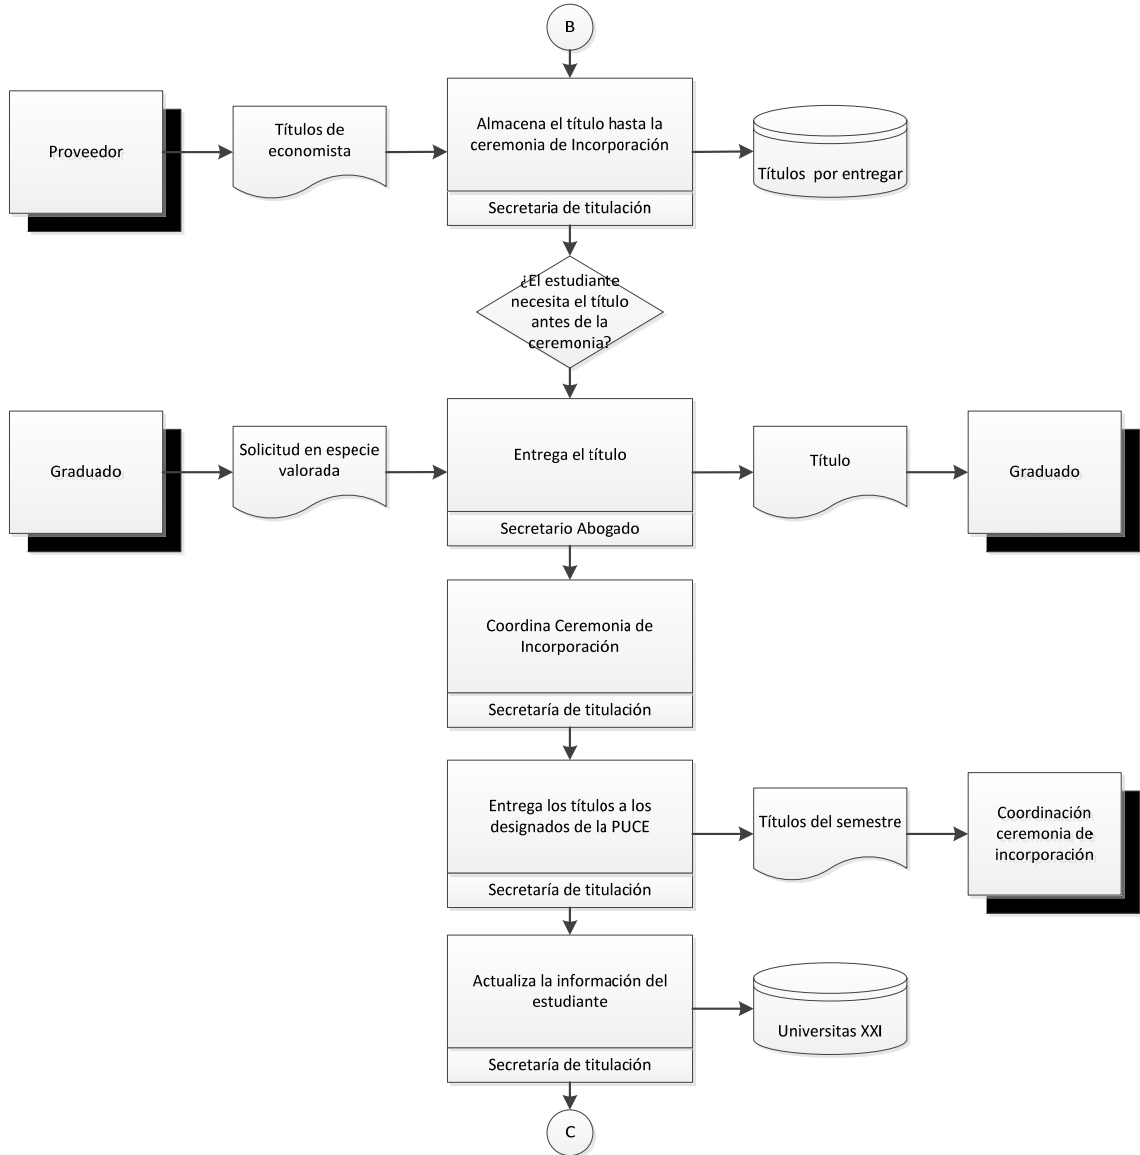 B
Proveedor
Títulos de
economista
Almacena el título hasta la
ceremonia de Incorporación
Secretaria de titulación
Títulos  por entregar
¿El estudiante
necesita el título
antes de la
ceremonia?
Graduado
Solicitud en especie
valorada
Entrega el título
Secretario Abogado
Título
Graduado
Coordina Ceremonia de
Incorporación
Secretaría de titulación
Entrega los títulos a los
designados de la PUCE
Secretaría de titulación
Títulos del semestre
Coordinación
ceremonia de
incorporación
Actualiza la información del
estudiante
Secretaría de titulación
Universitas XXI
C